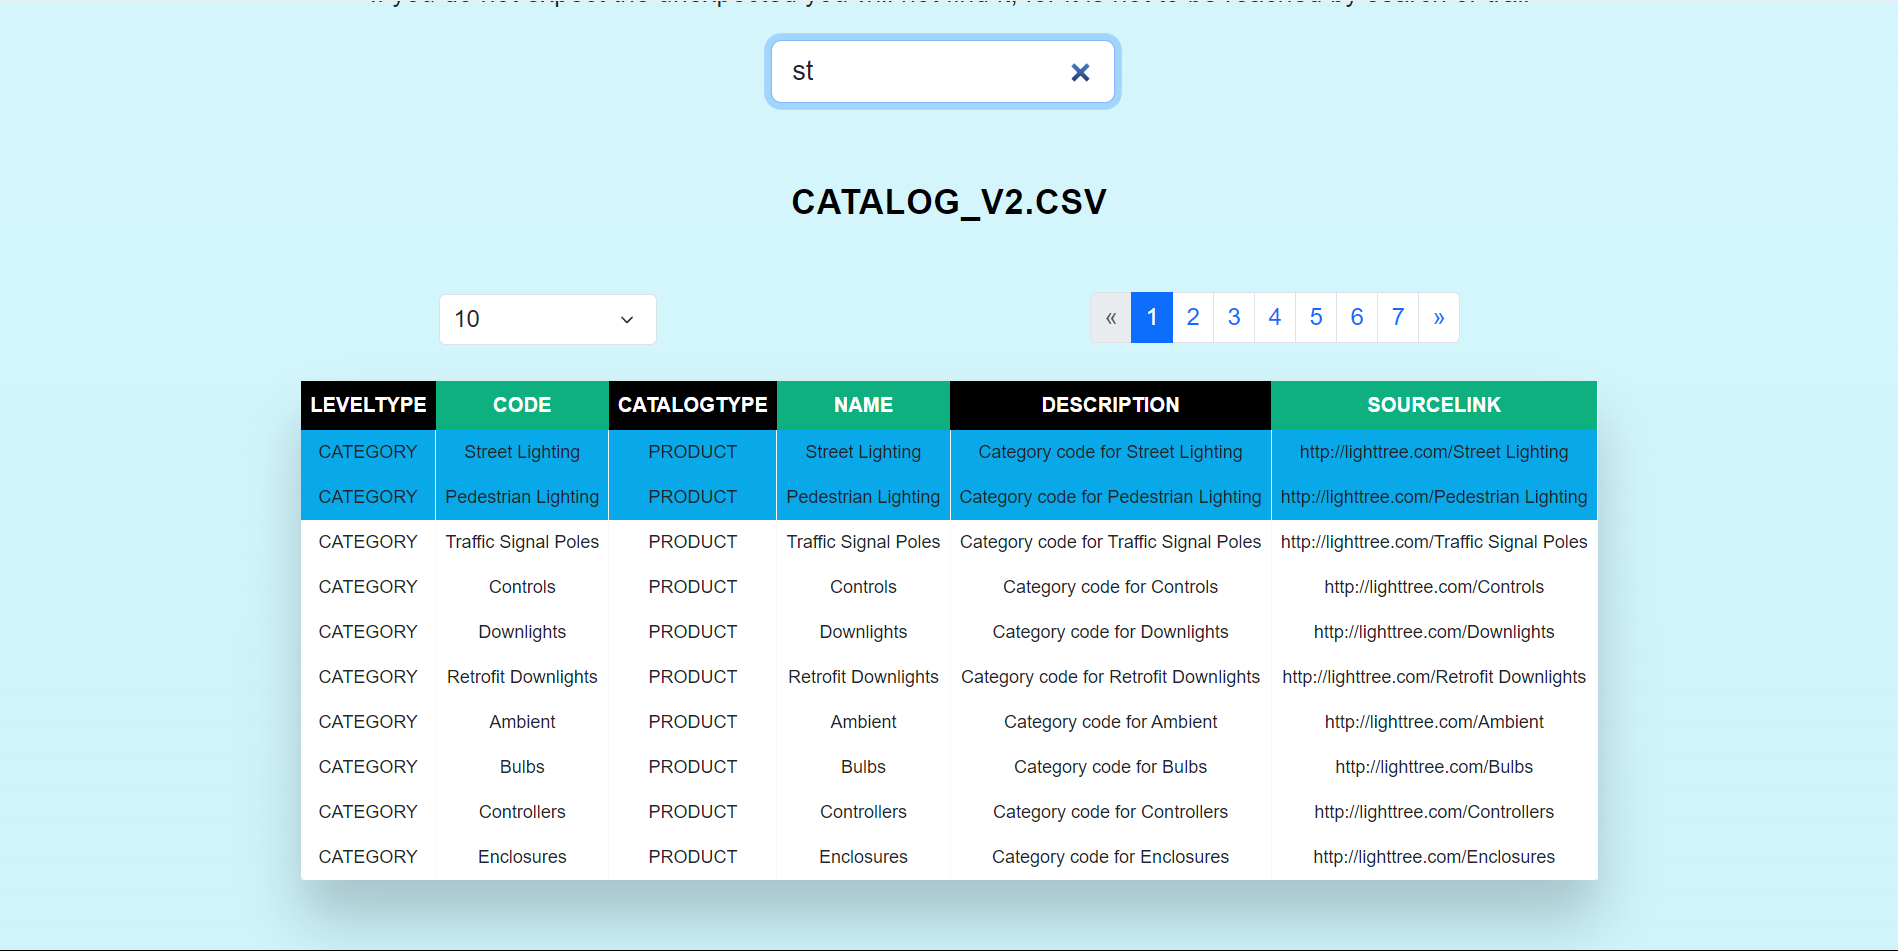 st
CATALOG_V2.CSV
10
« 1 2 3 4 5 6 7 »
LEVELTYPE CODE CATALOGTYPE NAME DESCRIPTION SOURCELINK
CATEGORY Street Lighting PRODUCT Street Lighting Category code for Street Lighting http://lighttree.com/Street Lighting
CATEGORY Pedestrian Lighting PRODUCT Pedestrian Lighting Category code for Pedestrian Lighting http://lighttree.com/Pedestrian Lighting
CATEGORY Traffic Signal Poles PRODUCT Traffic Signal Poles Category code for Traffic Signal Poles http://lighttree.com/Traffic Signal Poles
CATEGORY Controls PRODUCT Controls Category code for Controls http://lighttree.com/Controls
CATEGORY Downlights PRODUCT Downlights Category code for Downlights http://lighttree.com/Downlights
CATEGORY Retrofit Downlights PRODUCT Retrofit Downlights Category code for Retrofit Downlights http://lighttree.com/Retrofit Downlights
CATEGORY Ambient PRODUCT Ambient Category code for Ambient http://lighttree.com/Ambient
CATEGORY Bulbs PRODUCT Bulbs Category code for Bulbs http://lighttree.com/Bulbs
CATEGORY Controllers PRODUCT Controllers Category code for Controllers http://lighttree.com/Controllers
CATEGORY Enclosures PRODUCT Enclosures Category code for Enclosures http://lighttree.com/Enclosures